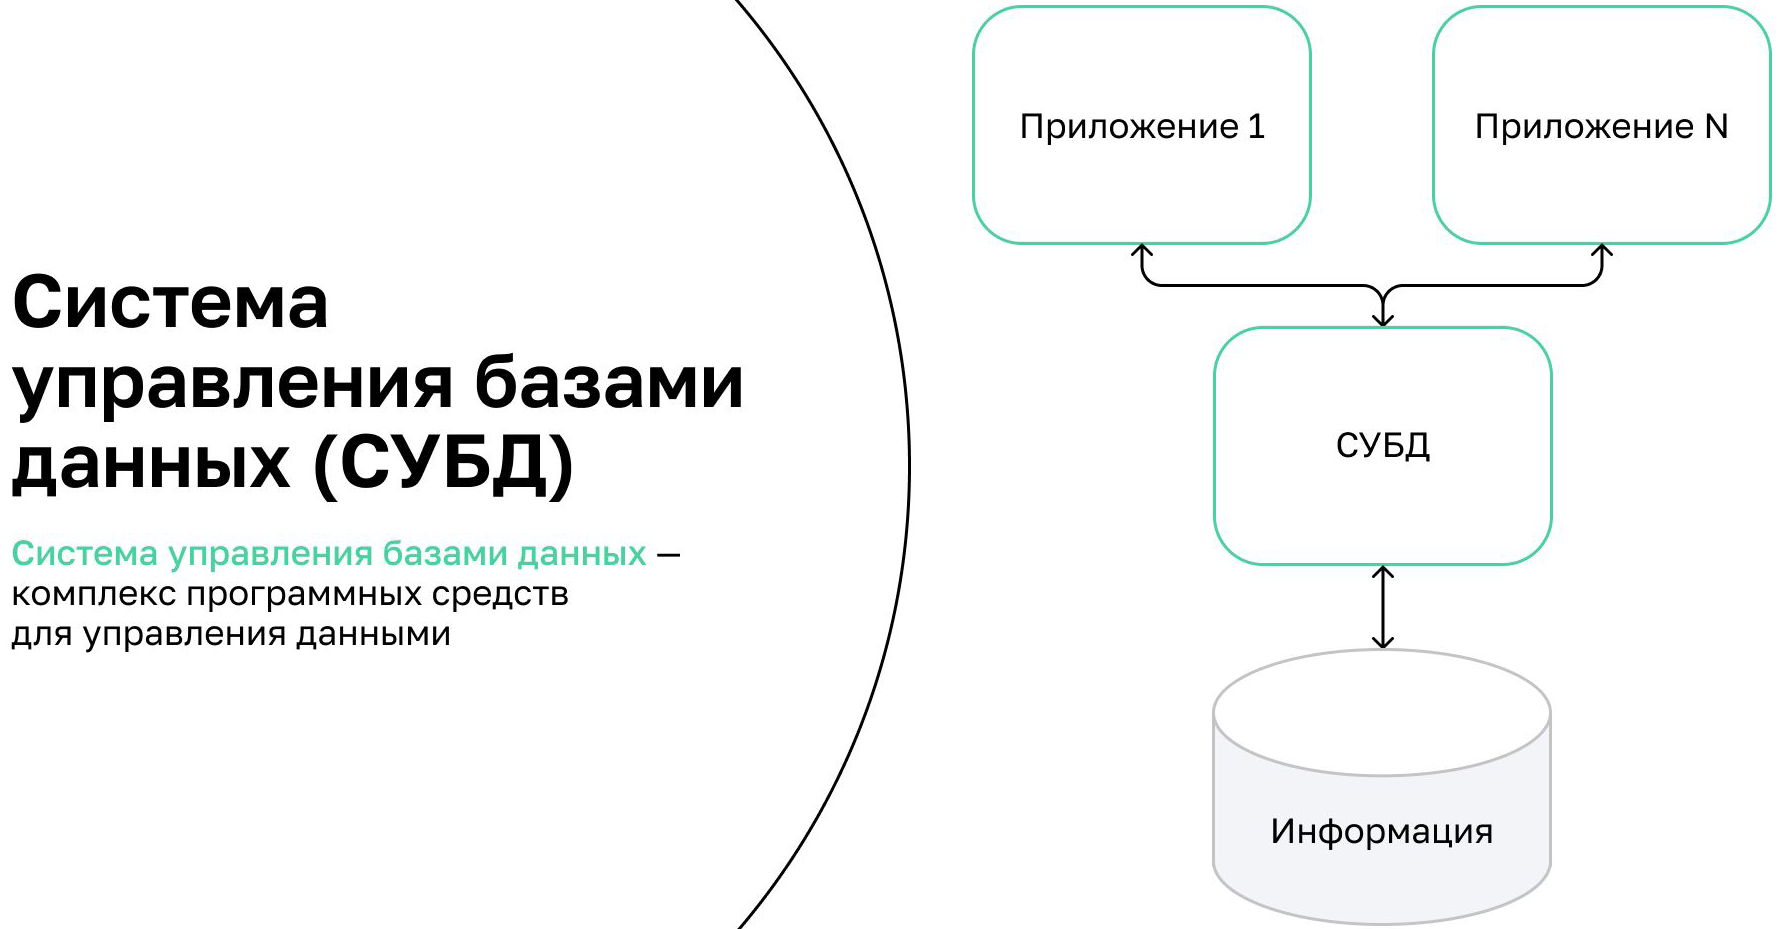 Система
управления базами
данных (СУБД)
Система управления базами данных —
комплекс программных средств
для управления данными
Приложение 1
Приложение N
СУБД
Информация